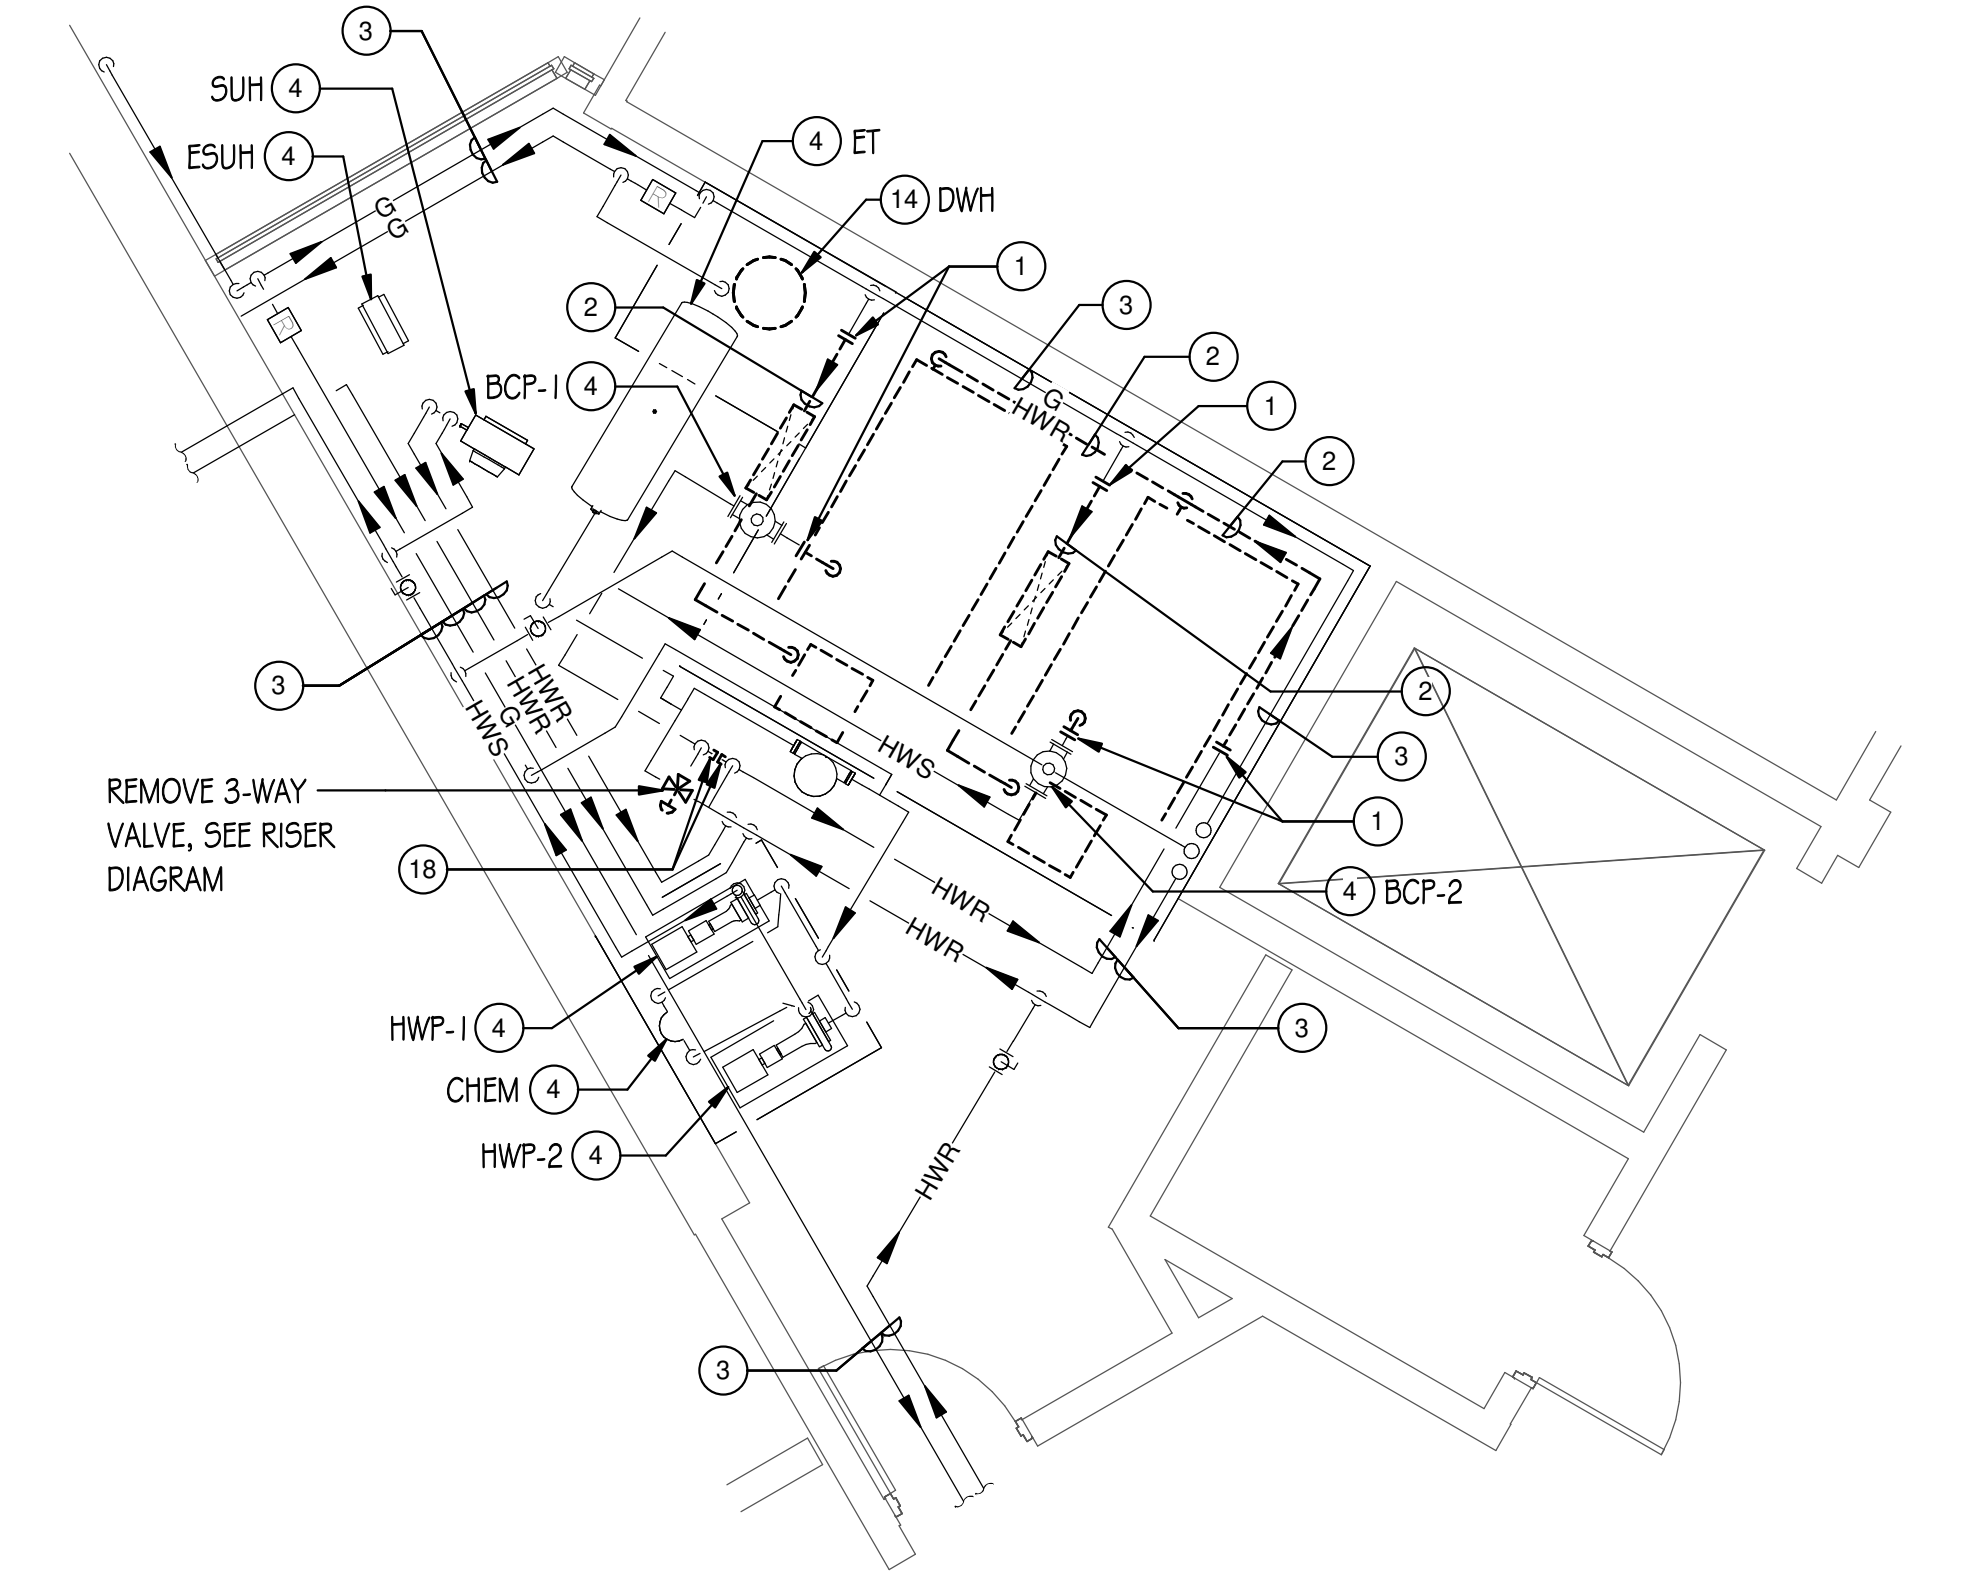 3
SUH 4
ESUH 4
4 ET
14 DWH
1
2
3
2
BCP-1 4
1
2
G
G
R
R
G
HWR
3
HWR
HWR
G
HWS
HWS
2
3
REMOVE 3-WAY
VALVE, SEE RISER
DIAGRAM
18
1
4 BCP-2
HWR
HWR
HWP-1 4
3
CHEM 4
HWP-2 4
HWR
3